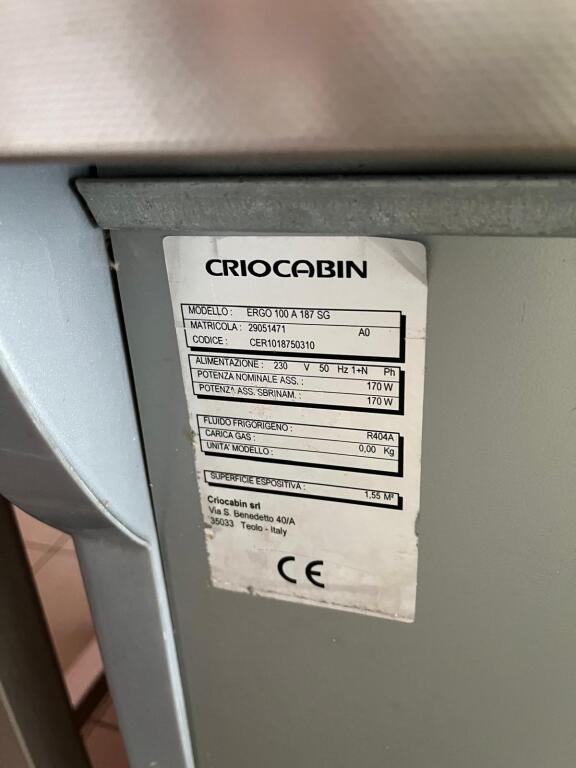 CRIOCABIN
MODELLO : ERGO 100 A 187 SG
MATRICOLA : 29051471 A0
CODICE : CER1018750310
ALIMENTAZIONE : 230 V 50 Hz 1+N Ph
POTENZA NOMINALE ASS. : 170 W
POTENZA ASS. SBRINAM. : 170 W
FLUIDO FRIGORIGENO : R404A
CARICA GAS : 0,00 Kg
UNITA' MODELLO :
SUPERFICIE ESPOSITIVA : 1,55 M²
Criocabin srl
Via S. Benedetto 40/A
35033 Teolo - Italy
CE